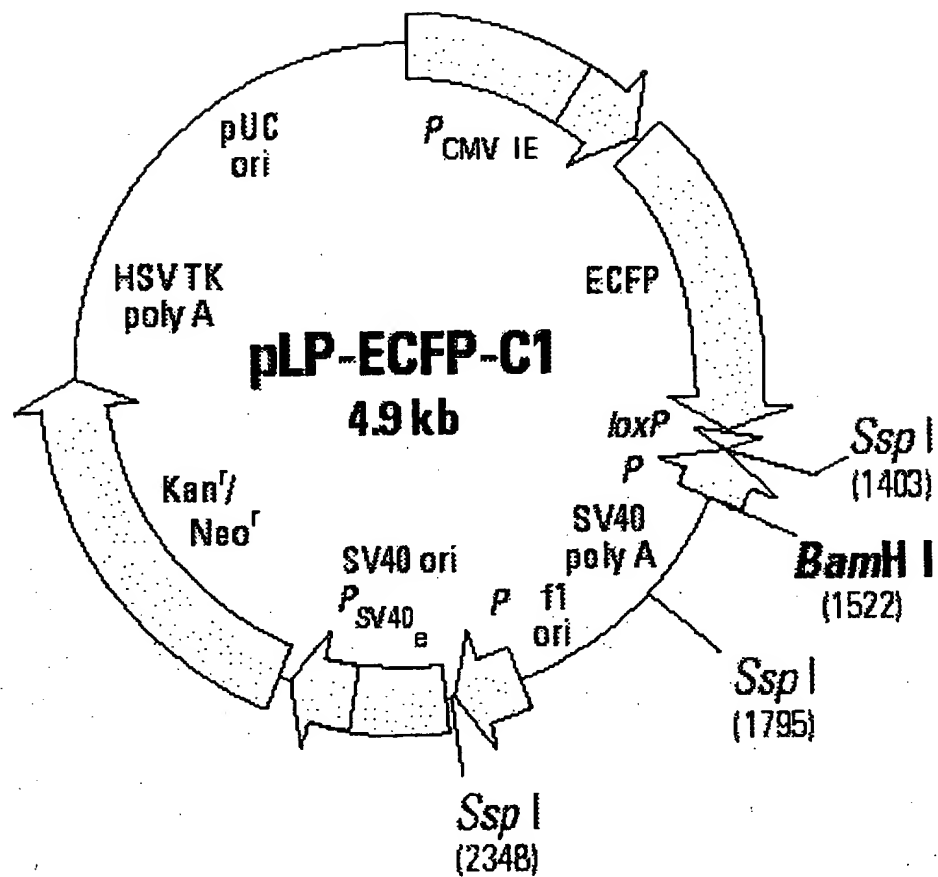 pUC
ori
P CMV IE
HSV TK
poly A
ECFP
pLP-ECFP-C1
4.9 kb
loxP
P
Ssp I
(1403)
Kanʳ/
Neoʳ
SV40
poly A
BamH I
(1522)
SV40 ori
P SV40 e
P
f1
ori
Ssp I
(1795)
Ssp I
(2348)